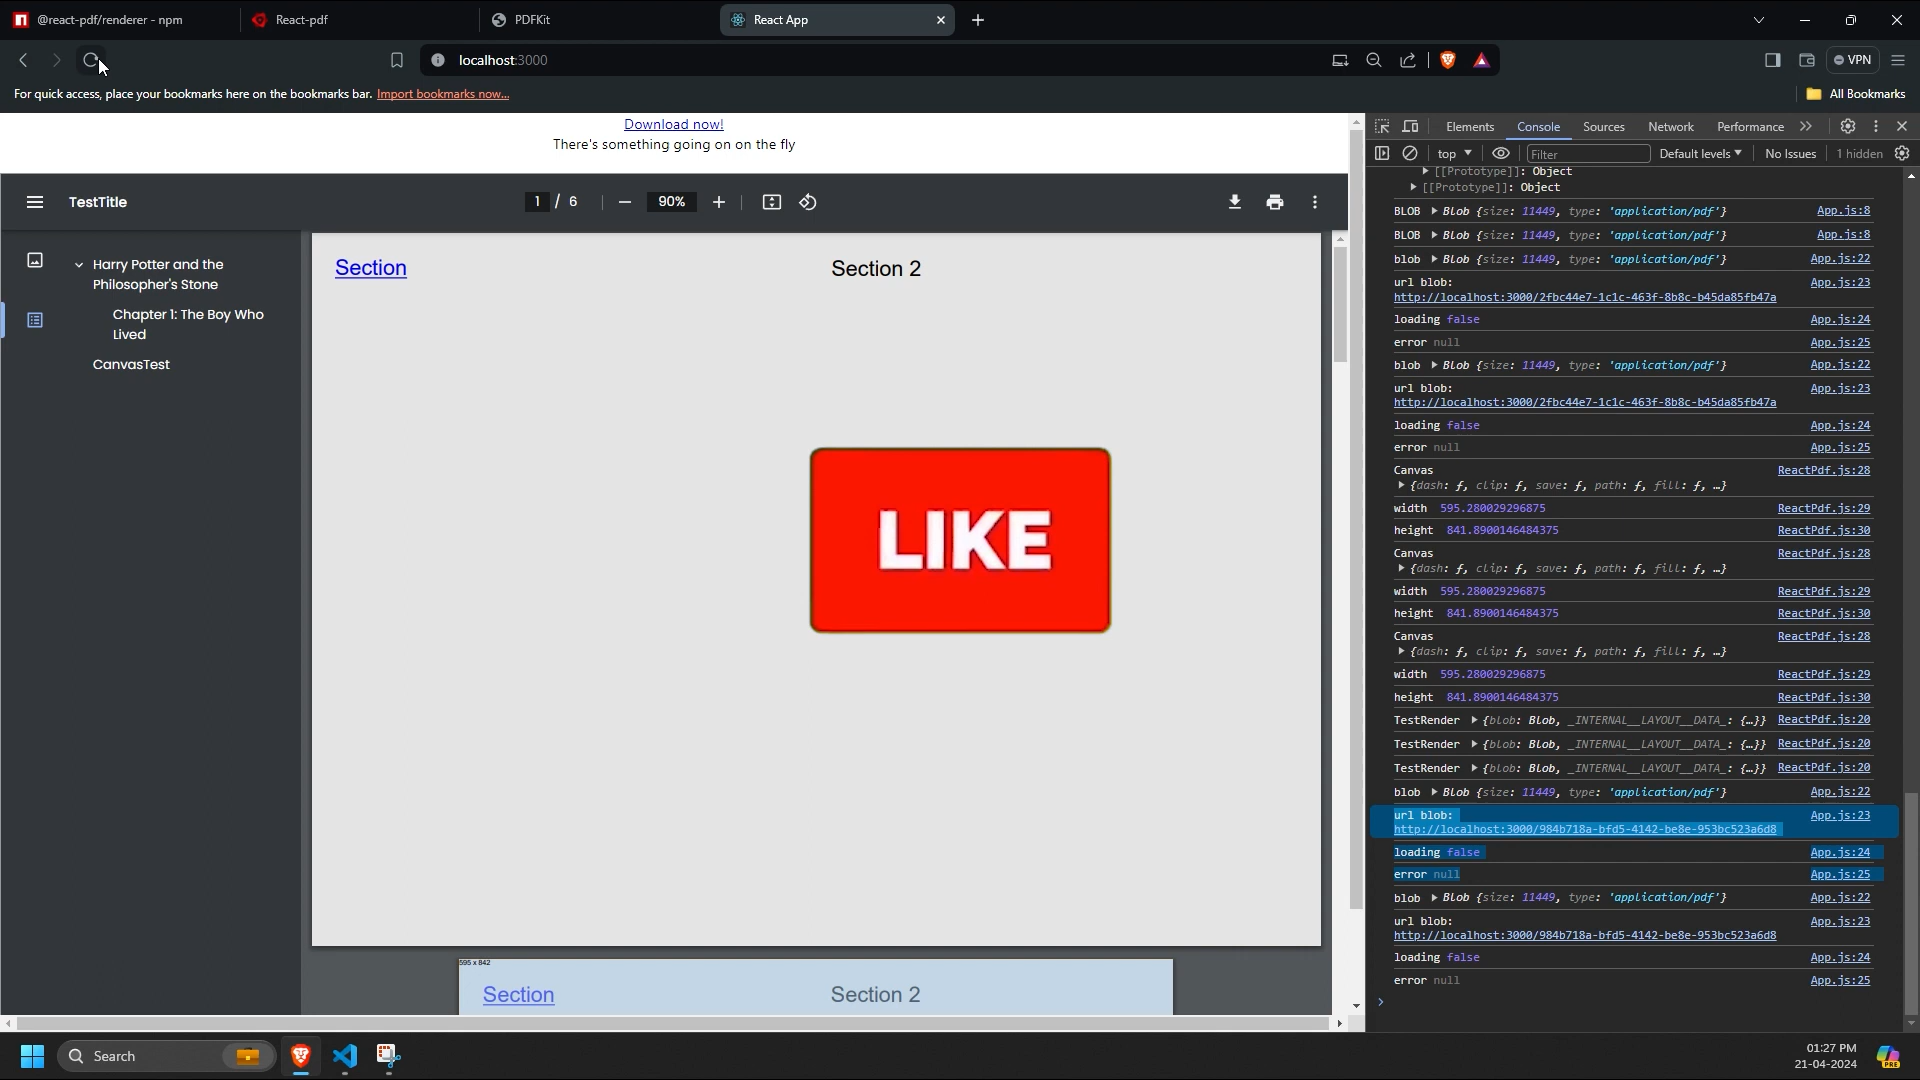 @react-pdf/renderer - npm
React-pdf
PDFKit
React App
localhost:3000
VPN
For quick access, place your bookmarks here on the bookmarks bar. Import bookmarks now...
All Bookmarks
Download now!
There's something going on on the fly
TestTitle
1 / 6
90%
Harry Potter and the
Philosopher's Stone
Chapter 1: The Boy Who
Lived
CanvasTest
Section
Section 2
LIKE
595 x 842
Section
Section 2
Elements
Console
Sources
Network
Performance
top
Filter
Default levels
No Issues
1 hidden
[[Prototype]]: Object
[[Prototype]]: Object
BLOB Blob {size: 11449, type: 'application/pdf'} App.js:8
BLOB Blob {size: 11449, type: 'application/pdf'} App.js:8
blob Blob {size: 11449, type: 'application/pdf'} App.js:22
url blob: App.js:23
http://localhost:3000/2fbc44e7-1c1c-463f-8b8c-b45da85fb47a
loading false App.js:24
error null App.js:25
blob Blob {size: 11449, type: 'application/pdf'} App.js:22
url blob: App.js:23
http://localhost:3000/2fbc44e7-1c1c-463f-8b8c-b45da85fb47a
loading false App.js:24
error null App.js:25
Canvas ReactPdf.js:28
{dash: ƒ, clip: ƒ, save: ƒ, path: ƒ, fill: ƒ, …}
width 595.280029296875 ReactPdf.js:29
height 841.8900146484375 ReactPdf.js:30
Canvas ReactPdf.js:28
{dash: ƒ, clip: ƒ, save: ƒ, path: ƒ, fill: ƒ, …}
width 595.280029296875 ReactPdf.js:29
height 841.8900146484375 ReactPdf.js:30
Canvas ReactPdf.js:28
{dash: ƒ, clip: ƒ, save: ƒ, path: ƒ, fill: ƒ, …}
width 595.280029296875 ReactPdf.js:29
height 841.8900146484375 ReactPdf.js:30
TestRender {blob: Blob, _INTERNAL__LAYOUT__DATA_: {…}} ReactPdf.js:20
TestRender {blob: Blob, _INTERNAL__LAYOUT__DATA_: {…}} ReactPdf.js:20
TestRender {blob: Blob, _INTERNAL__LAYOUT__DATA_: {…}} ReactPdf.js:20
blob Blob {size: 11449, type: 'application/pdf'} App.js:22
url blob: App.js:23
http://localhost:3000/984b718a-bfd5-4142-be8e-953bc523a6d8
loading false App.js:24
error null App.js:25
blob Blob {size: 11449, type: 'application/pdf'} App.js:22
url blob: App.js:23
http://localhost:3000/984b718a-bfd5-4142-be8e-953bc523a6d8
loading false App.js:24
error null App.js:25
Search
01:27 PM
21-04-2024
PRE